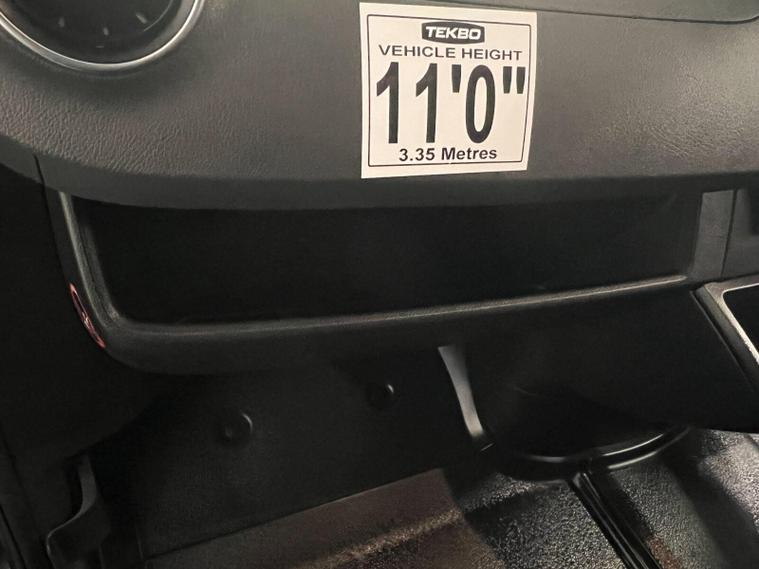 TEKBO
VEHICLE HEIGHT
11'0"
3.35 Metres